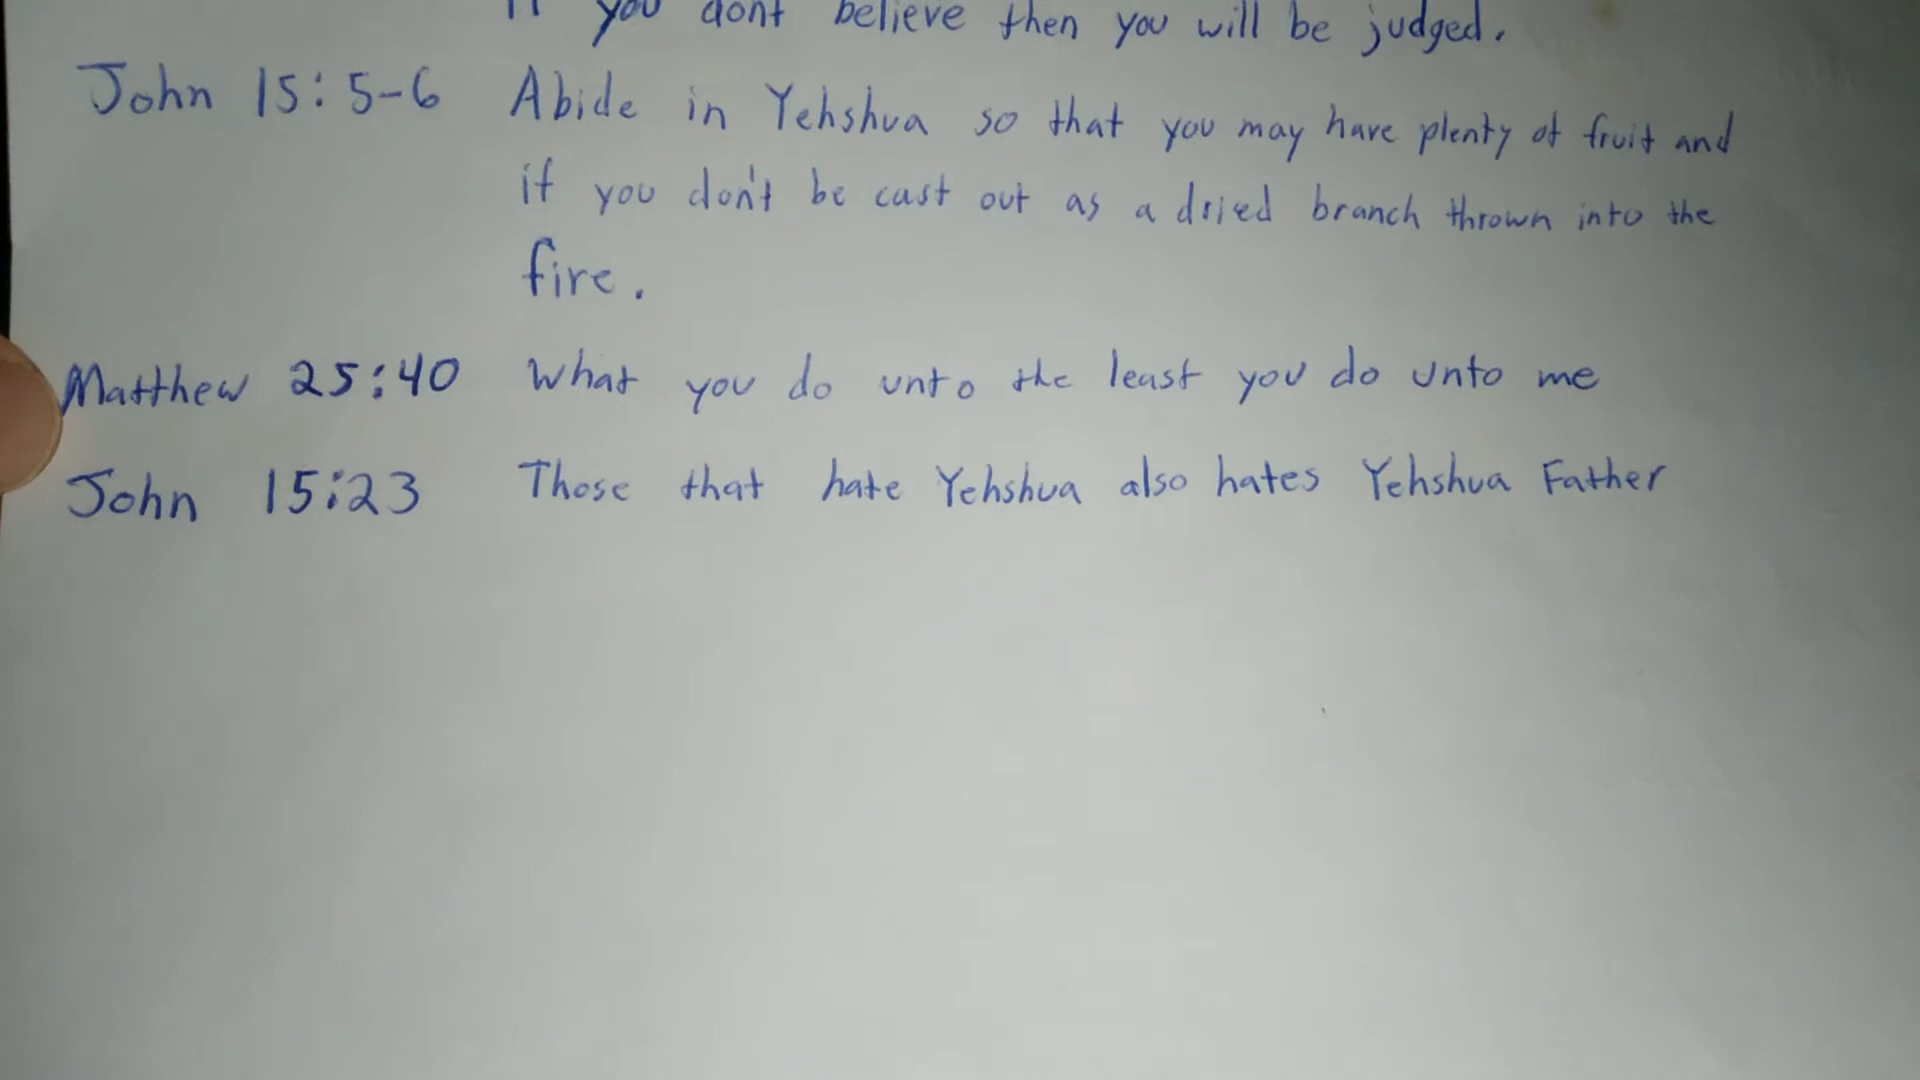 If you dont believe then you will be judged.
John 15:5-6 Abide in Yehshua so that you may have plenty of fruit and
if you don't be cast out as a dried branch thrown into the
fire.
Matthew 25:40 What you do unto the least you do unto me
John 15:23 Those that hate Yehshua also hates Yehshua Father